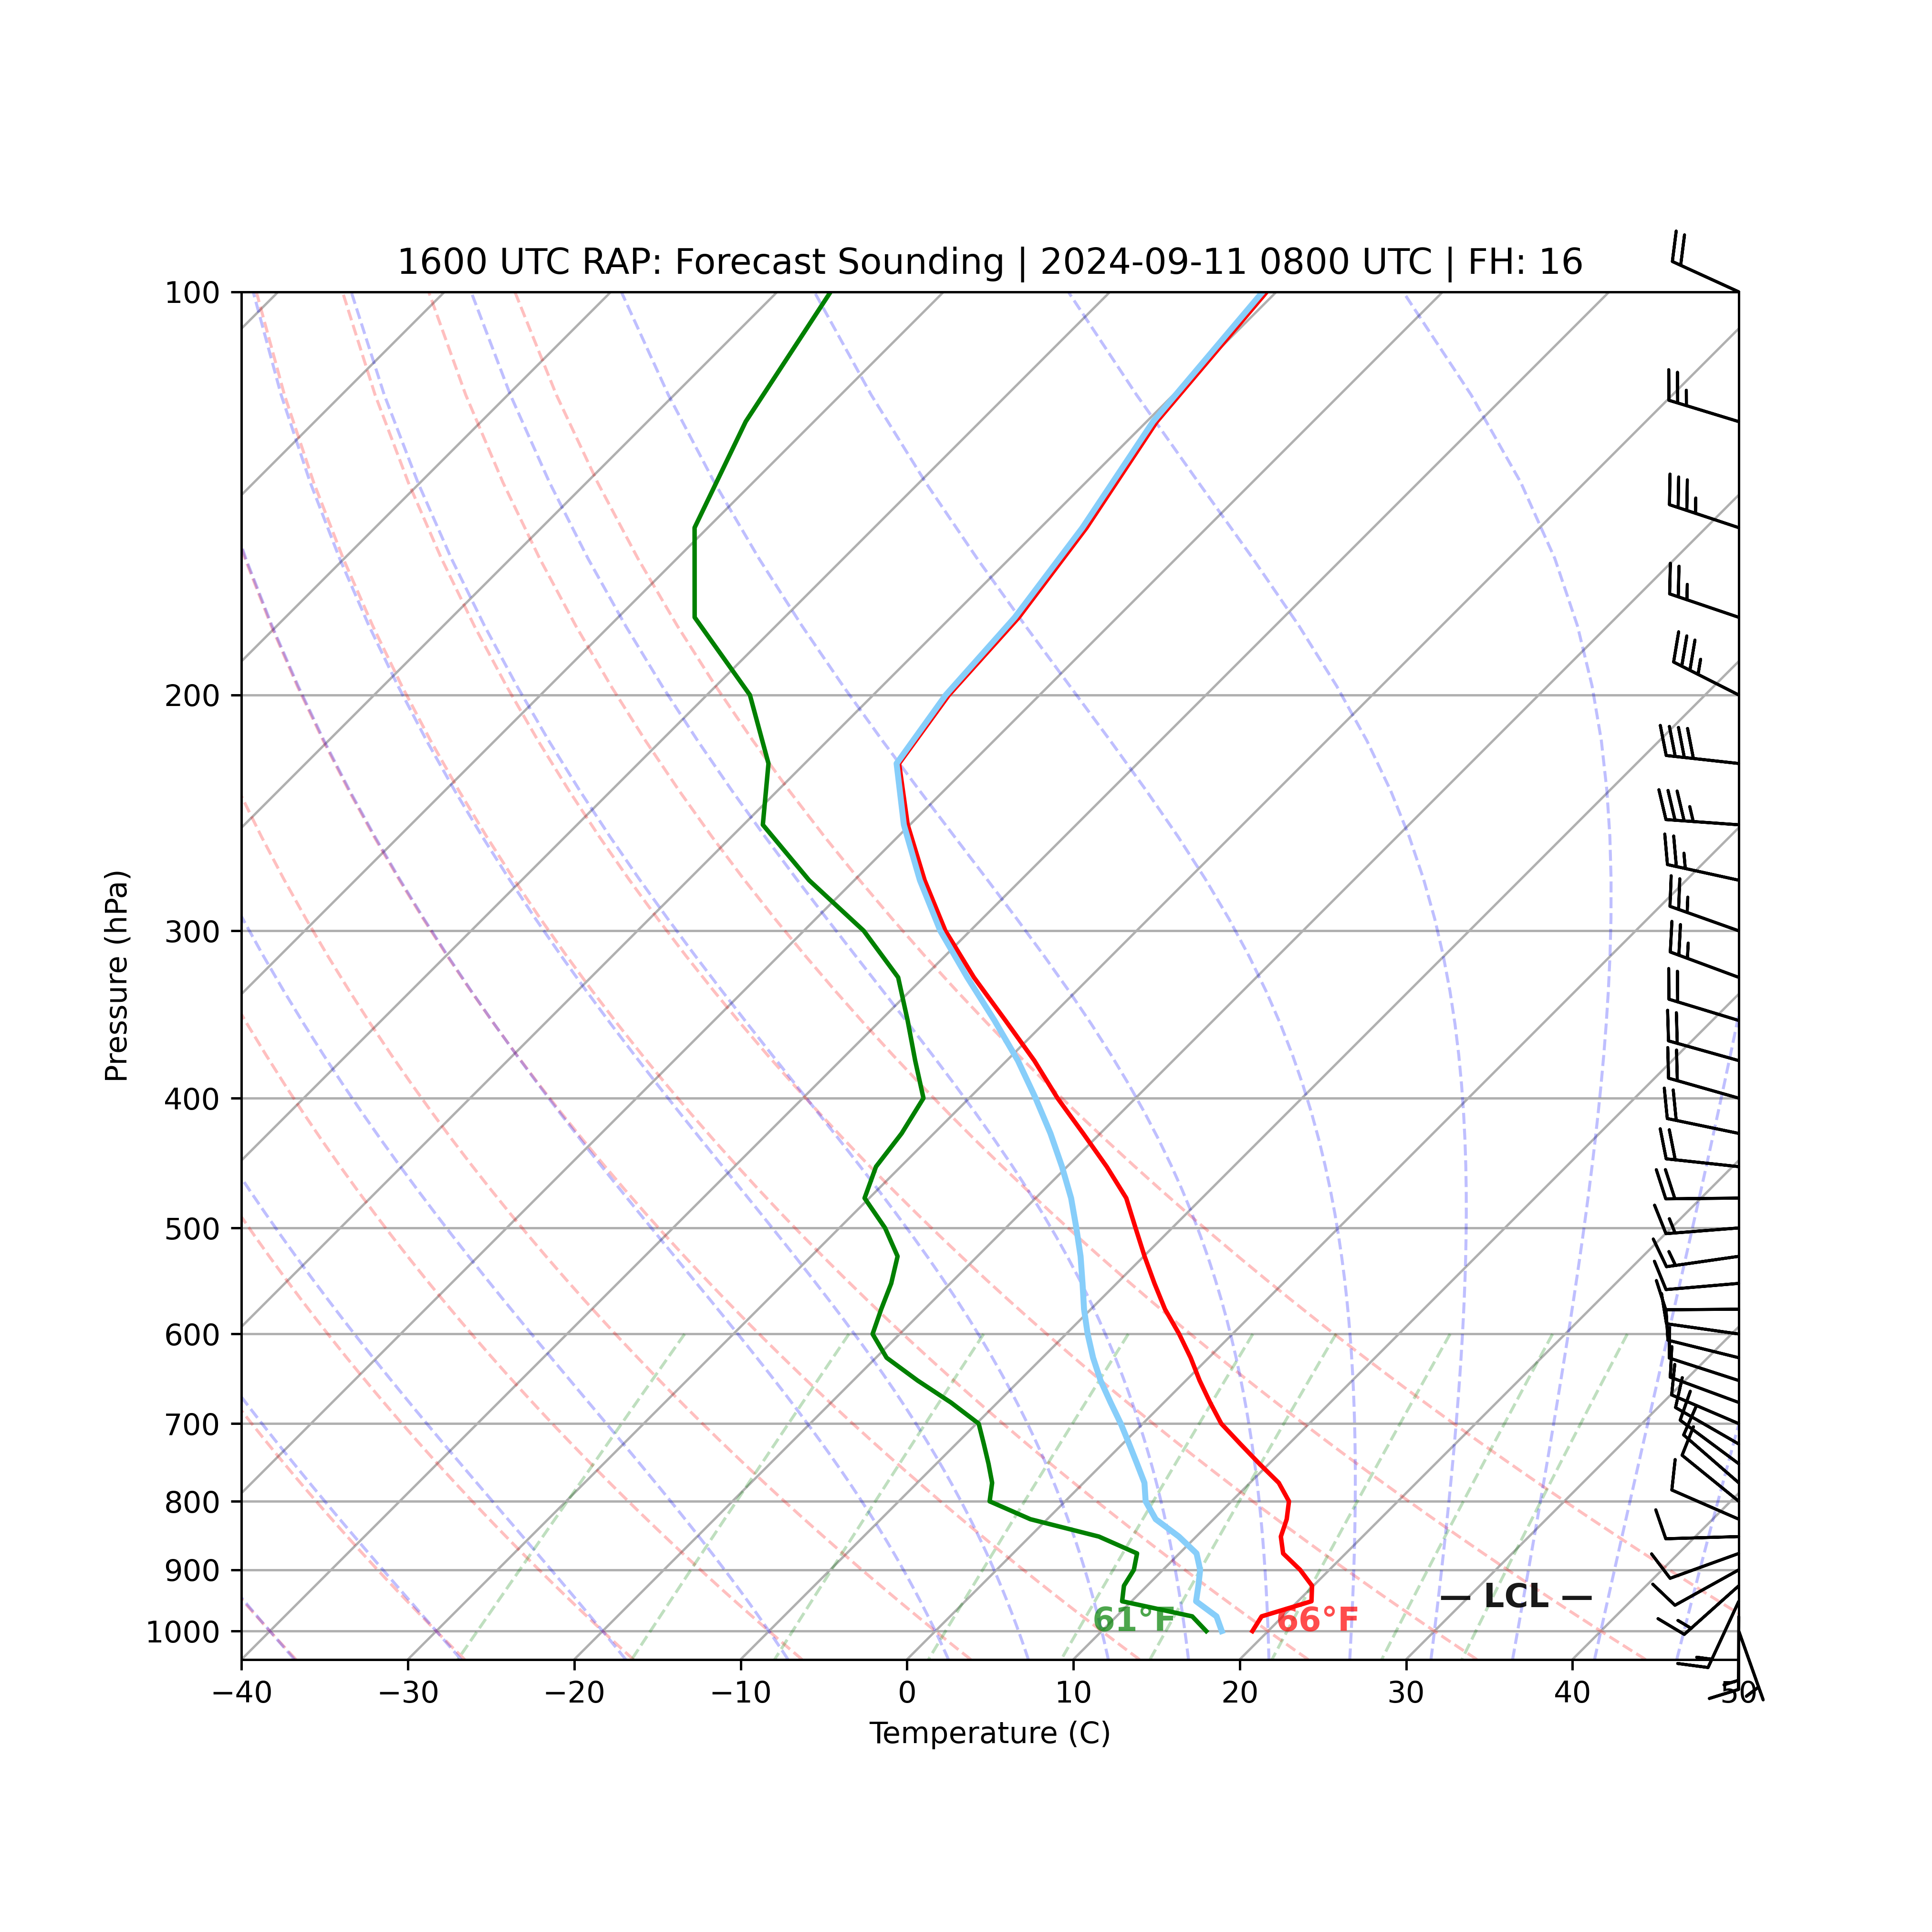 1600 UTC RAP: Forecast Sounding | 2024-09-11 0800 UTC | FH: 16
100
200
300
400
500
600
700
800
900
1000
Pressure (hPa)
— LCL —
61°F
66°F
−40 −30 −20 −10 0 10 20 30 40 50
Temperature (C)